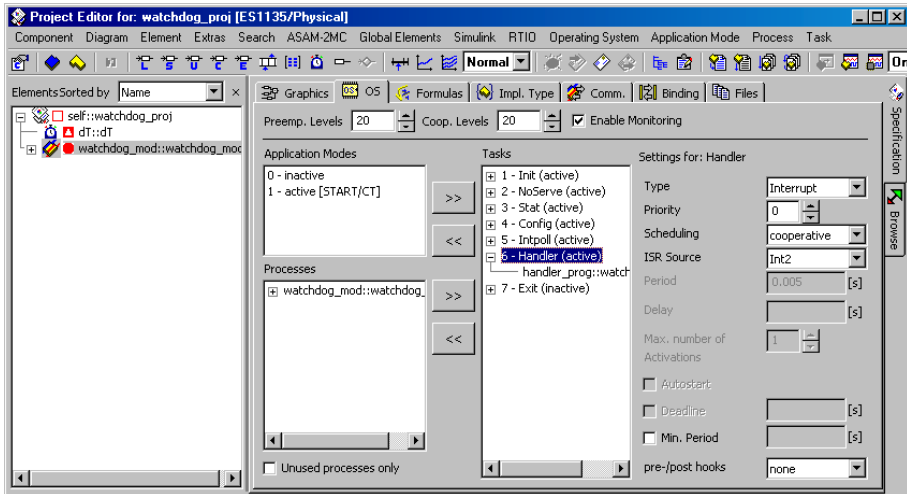 Project Editor for: watchdog_proj [ES1135/Physical]
Component Diagram Element Extras Search ASAM-2MC Global Elements Simulink RTIO Operating System Application Mode Process Task
Normal
Elements Sorted by Name
self::watchdog_proj
dT::dT
watchdog_mod::watchdog_mod
Graphics OS Formulas Impl. Type Comm. Binding Files
Preemp. Levels 20 Coop. Levels 20 Enable Monitoring
Application Modes
0 - inactive
1 - active [START/CT]
>>
<<
Processes
watchdog_mod::watchdog_
>>
<<
Unused processes only
Tasks
1 - Init (active)
2 - NoServe (active)
3 - Stat (active)
4 - Config (active)
5 - Intpoll (active)
6 - Handler (active)
handler_prog::watch
7 - Exit (inactive)
Settings for: Handler
Type Interrupt
Priority 0
Scheduling cooperative
ISR Source Int2
Period 0.005 [s]
Delay [s]
Max. number of 1
Activations
Autostart
Deadline [s]
Min. Period [s]
pre-/post hooks none
Specification
Browse